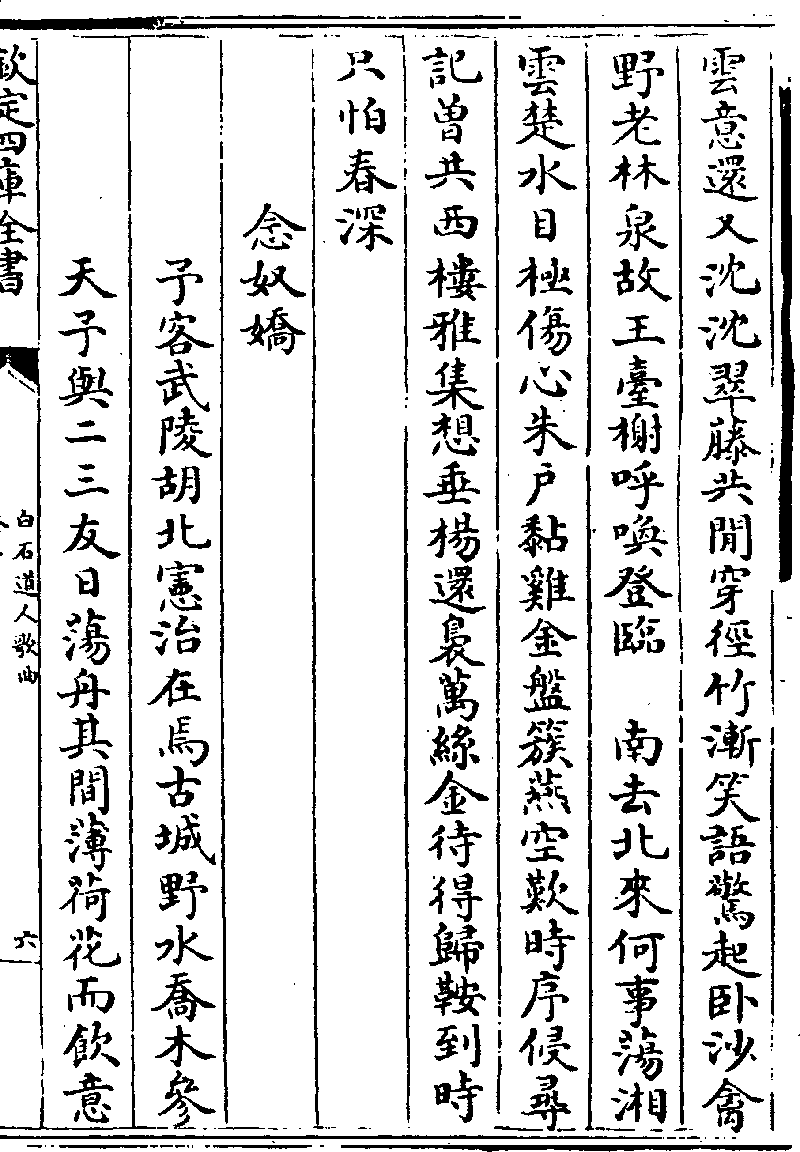 雲意還又沈沈翠藤共閒穿徑竹漸笑語驚起卧沙禽
野老林泉故王臺榭呼喚登臨　南去北來何事蕩湘
雲楚水目極傷心朱户黏雞金盤簇燕空歎時序侵尋
記曽共西樓雅集想垂楊還裊萬絲金待得歸鞍到時
只怕春深
念奴嬌
予客武陵胡北憲治在焉古城野水喬木參
天予與二三友日蕩舟其間薄荷花而飲意
欽定四庫全書
白石道人歌曲
六